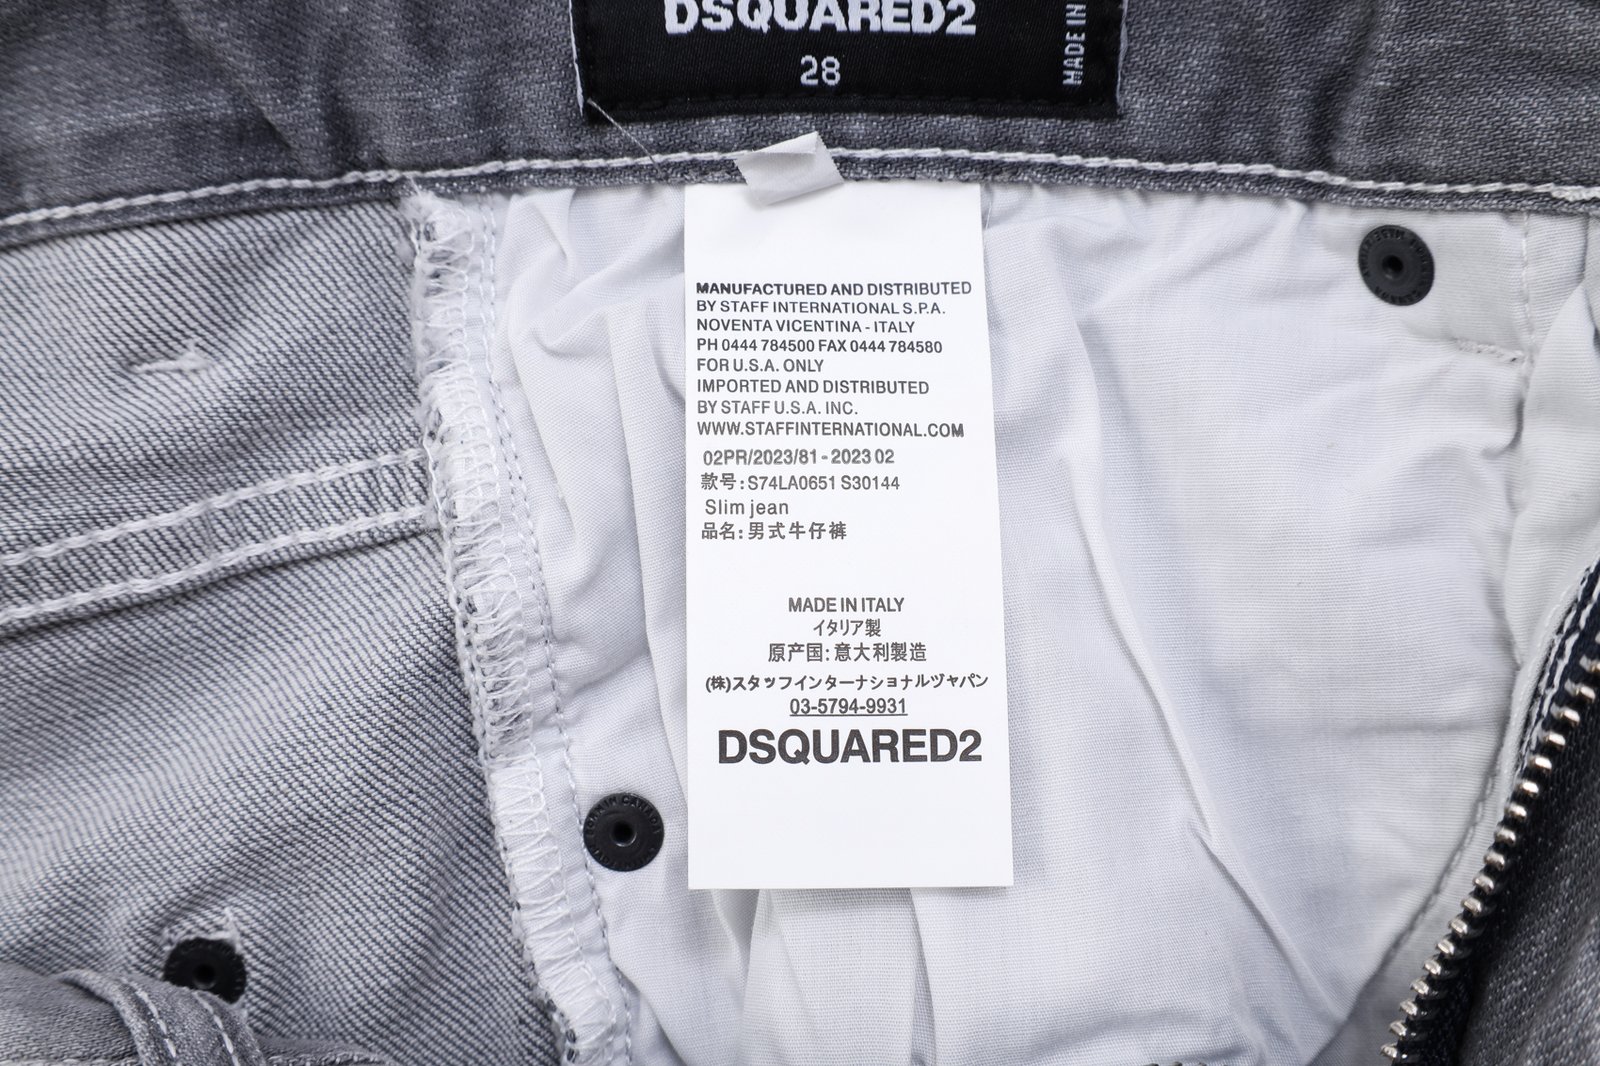 DSQUARED2
28
MADE IN
MANUFACTURED AND DISTRIBUTED
BY STAFF INTERNATIONAL S.P.A.
NOVENTA VICENTINA - ITALY
PH 0444 784500 FAX 0444 784580
FOR U.S.A. ONLY
IMPORTED AND DISTRIBUTED
BY STAFF U.S.A. INC.
WWW.STAFFINTERNATIONAL.COM
02PR/2023/81 - 2023 02
款号: S74LA0651 S30144
Slim jean
品名: 男式牛仔裤
MADE IN ITALY
イタリア製
原产国: 意大利製造
(株)スタッフインターナショナルヅャパン
03-5794-9931
DSQUARED2